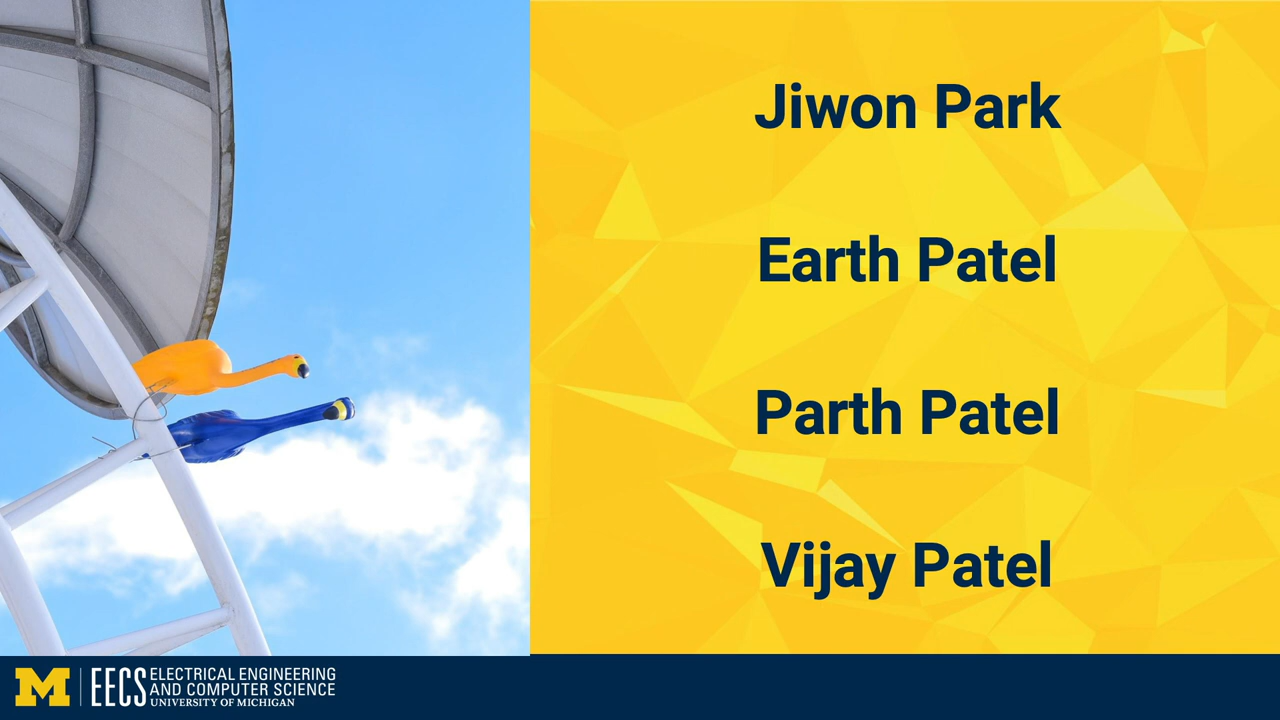 Jiwon Park
Earth Patel
Parth Patel
Vijay Patel
M EECS ELECTRICAL ENGINEERING
AND COMPUTER SCIENCE
UNIVERSITY OF MICHIGAN